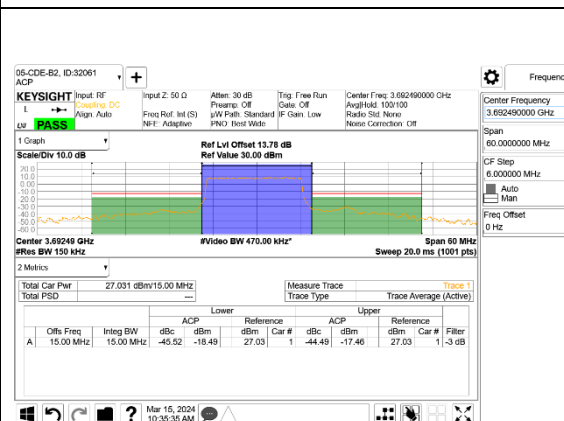 05-CDE-B2, ID:32061
ACP
Frequenc
KEYSIGHT Input: RF Input Z: 50 Ω Atten: 30 dB Trig: Free Run Center Freq: 3.692490000 GHz
L Coupling: DC Preamp: Off Gate: Off Avg|Hold: 100/100
Align: Auto Freq Ref: Int (S) µW Path: Standard IF Gain: Low Radio Std: None
PASS NFE: Adaptive PNO: Best Wide Noise Correction: Off
Center Frequency
3.692490000 GHz
Span
60.0000000 MHz
CF Step
6.000000 MHz
Auto
Man
Freq Offset
0 Hz
1 Graph
Ref Lvl Offset 13.78 dB
Scale/Div 10.0 dB Ref Value 30.00 dBm
20.0
10.0
0.00
-10.0
-20.0
-30.0
-40.0
-50.0
-60.0
Center 3.69249 GHz #Video BW 470.00 kHz* Span 60 MHz
#Res BW 150 kHz Sweep 20.0 ms (1001 pts)
2 Metrics
Total Car Pwr 27.031 dBm/15.00 MHz Measure Trace Trace 1
Total PSD --- Trace Type Trace Average (Active)
Lower Upper
ACP Reference ACP Reference
Offs Freq Integ BW dBc dBm dBm Car # dBc dBm dBm Car # Filter
A 15.00 MHz 15.00 MHz -45.52 -18.49 27.03 1 -44.49 -17.46 27.03 1 -3 dB
Mar 15, 2024
10:35:35 AM